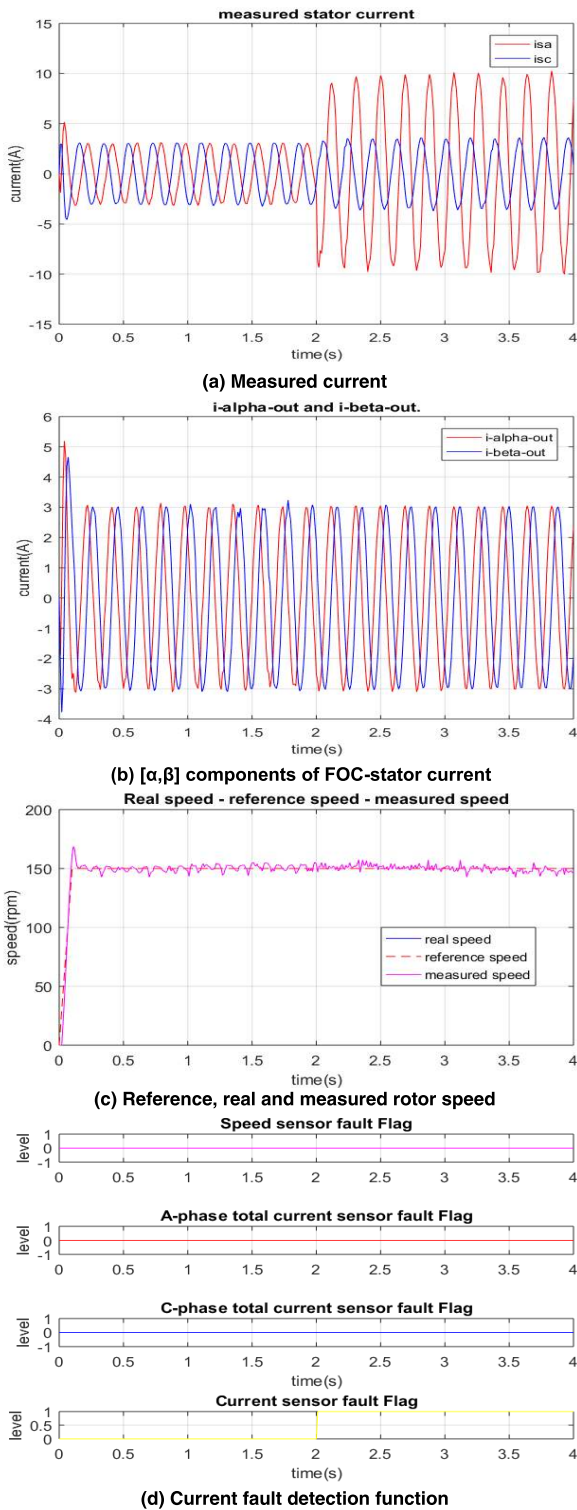 measured stator current
15
10
5
0
-5
-10
-15
current(A)
isa
isc
0 0.5 1 1.5 2 2.5 3 3.5 4
time(s)
(a) Measured current
i-alpha-out and i-beta-out.
6
5
4
3
2
1
0
-1
-2
-3
-4
current(A)
i-alpha-out
i-beta-out
0 0.5 1 1.5 2 2.5 3 3.5 4
time(s)
(b) [α,β] components of FOC-stator current
Real speed - reference speed - measured speed
200
150
100
50
0
speed(rpm)
real speed
reference speed
measured speed
0 0.5 1 1.5 2 2.5 3 3.5 4
time(s)
(c) Reference, real and measured rotor speed
Speed sensor fault Flag
1
0
-1
level
0 0.5 1 1.5 2 2.5 3 3.5 4
A-phase total current sensor fault Flag
1
0
-1
level
0 0.5 1 1.5 2 2.5 3 3.5 4
C-phase total current sensor fault Flag
1
0
-1
level
0 0.5 1 1.5 2 2.5 3 3.5 4
time(s)
Current sensor fault Flag
1
0.5
0
level
0 0.5 1 1.5 2 2.5 3 3.5 4
time(s)
(d) Current fault detection function